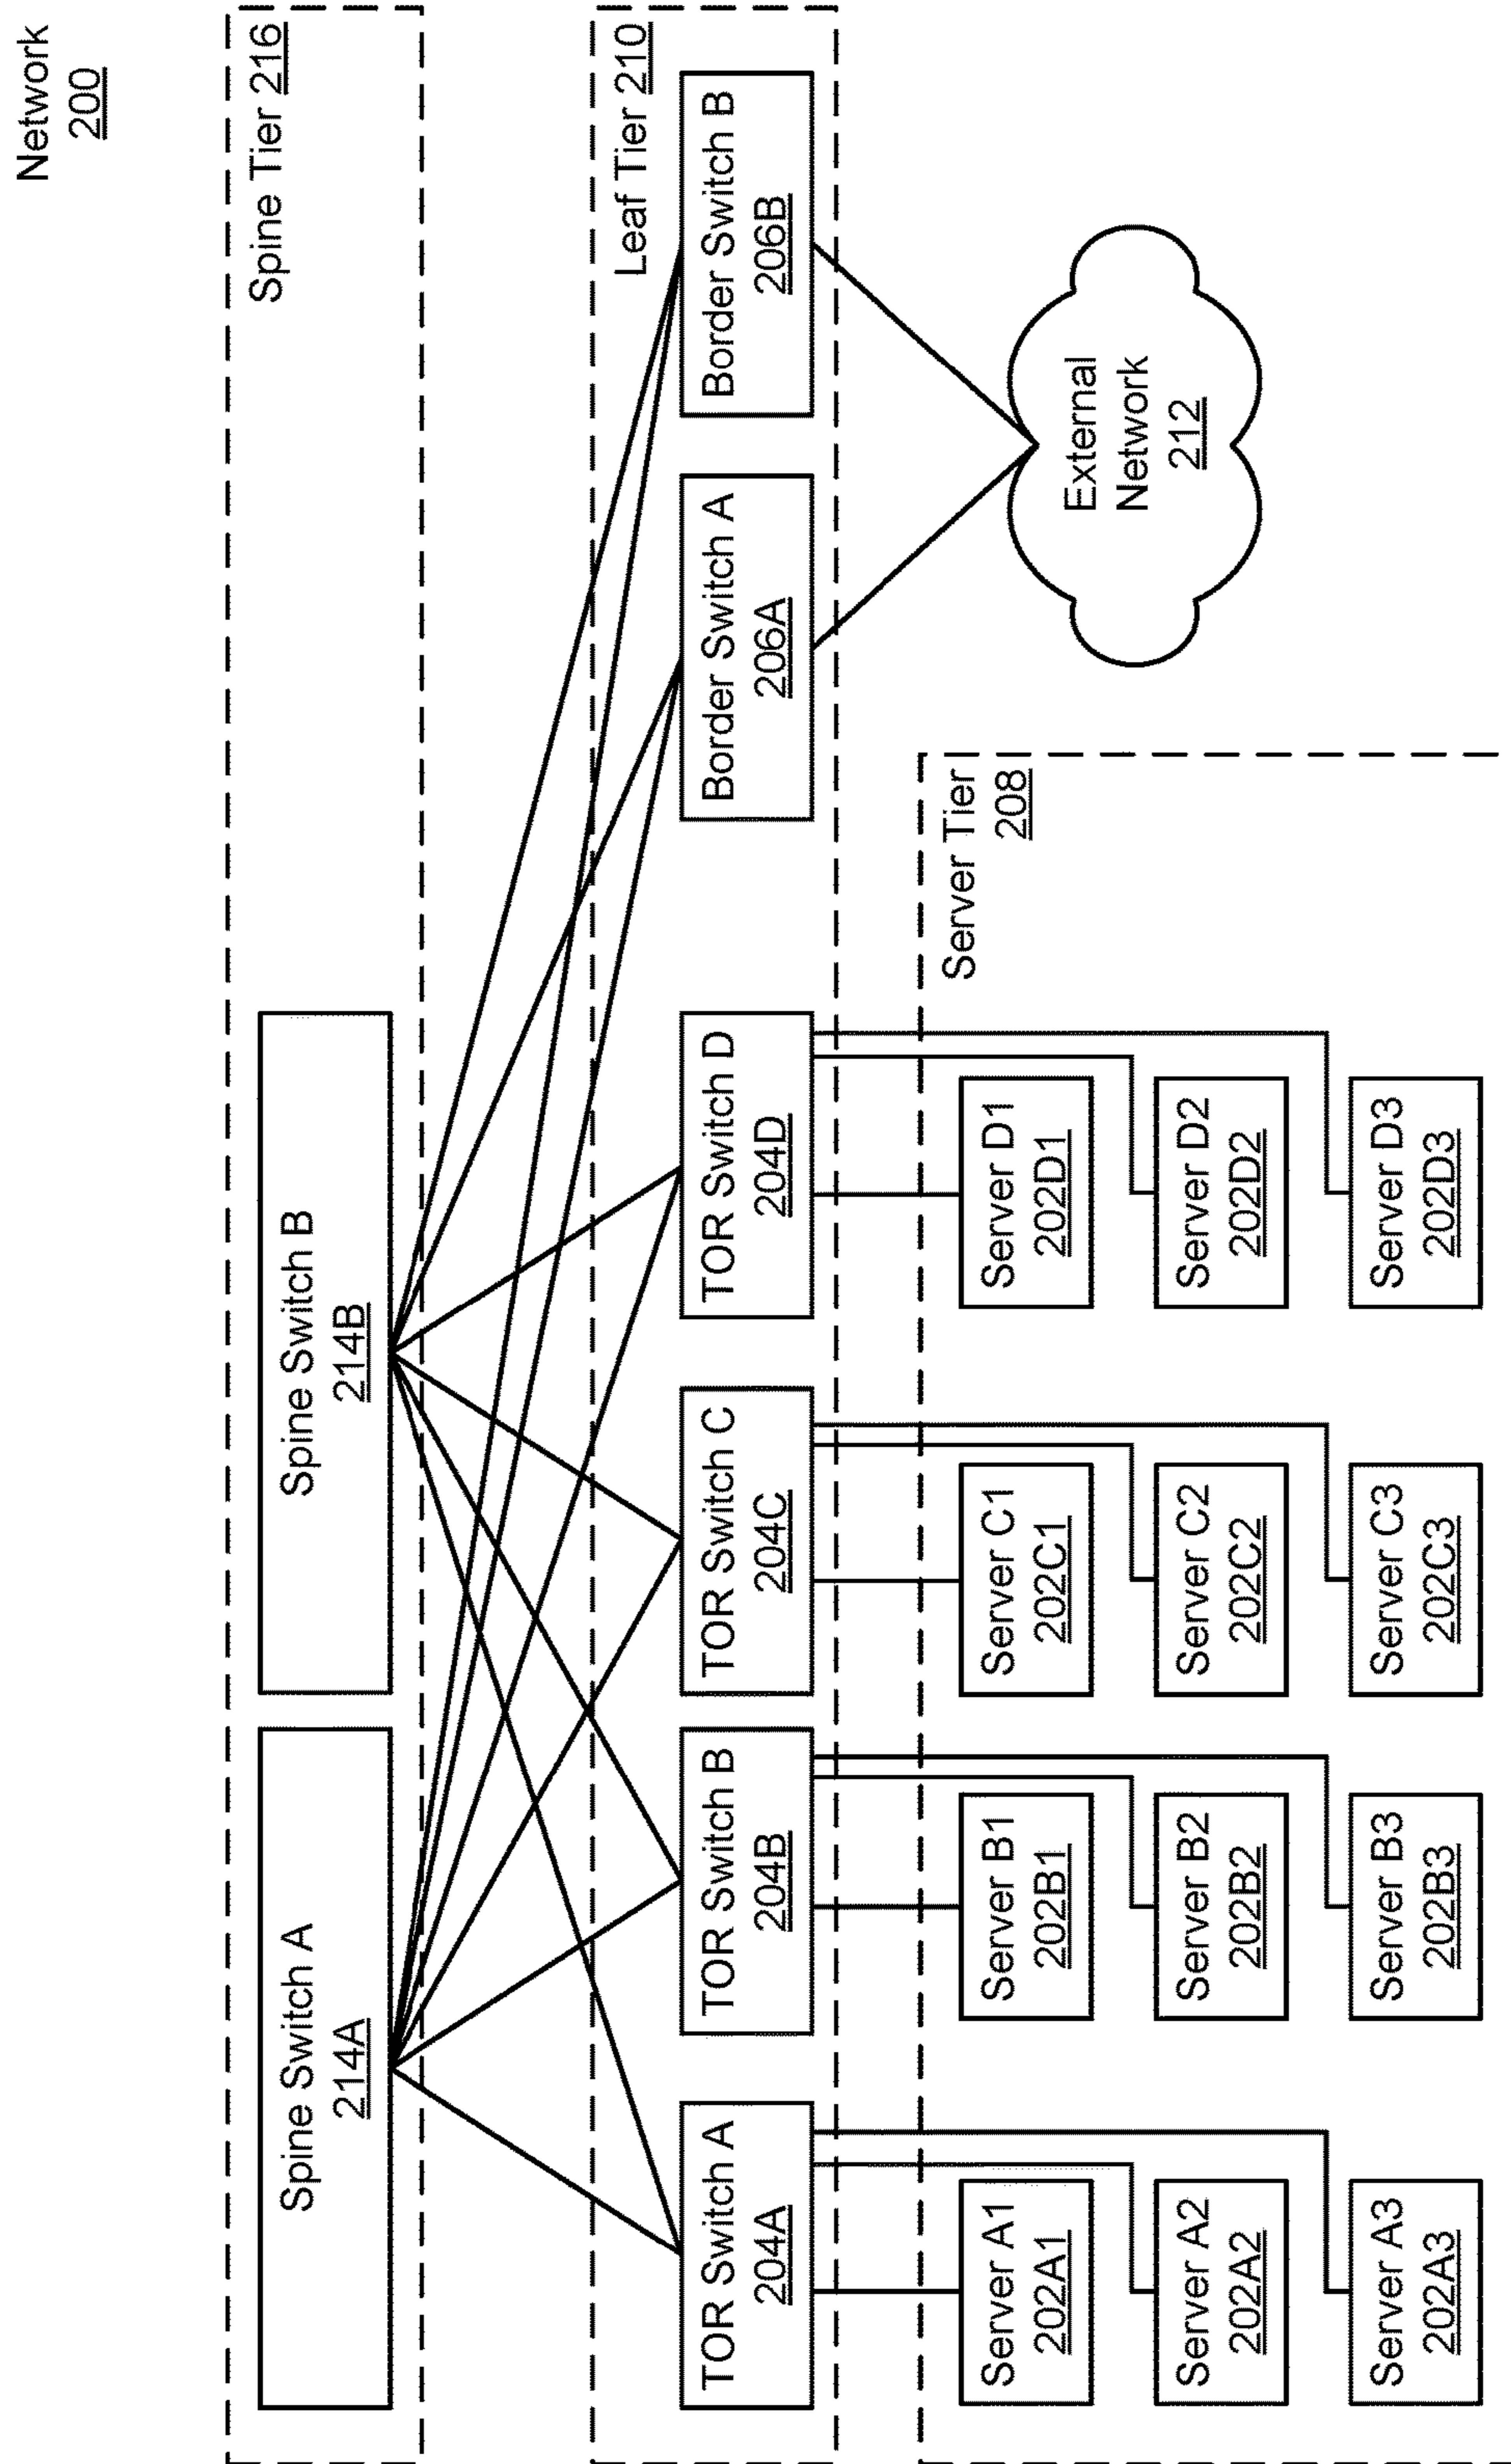 Network
200
Spine Tier 216
Spine Switch A
214A
Spine Switch B
214B
Leaf Tier 210
TOR Switch A
204A
TOR Switch B
204B
TOR Switch C
204C
TOR Switch D
204D
Border Switch A
206A
Border Switch B
206B
Server Tier
208
Server A1
202A1
Server B1
202B1
Server C1
202C1
Server D1
202D1
Server A2
202A2
Server B2
202B2
Server C2
202C2
Server D2
202D2
Server A3
202A3
Server B3
202B3
Server C3
202C3
Server D3
202D3
External
Network
212